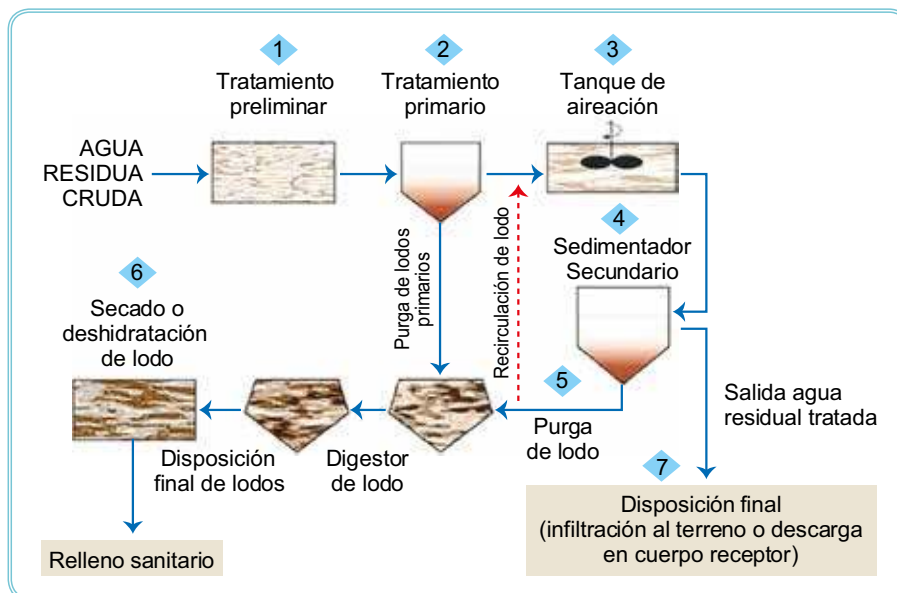 1
Tratamiento
preliminar
2
Tratamiento
primario
3
Tanque de
aireación
AGUA
RESIDUA
CRUDA
4
Sedimentador
Secundario
Purga de lodos
primarios
Recirculación de lodo
6
Secado o
deshidratación
de lodo
5
Purga
de lodo
Salida agua
residual tratada
Digestor
de lodo
Disposición
final de lodos
7
Disposición final
(infiltración al terreno o descarga
en cuerpo receptor)
Relleno sanitario